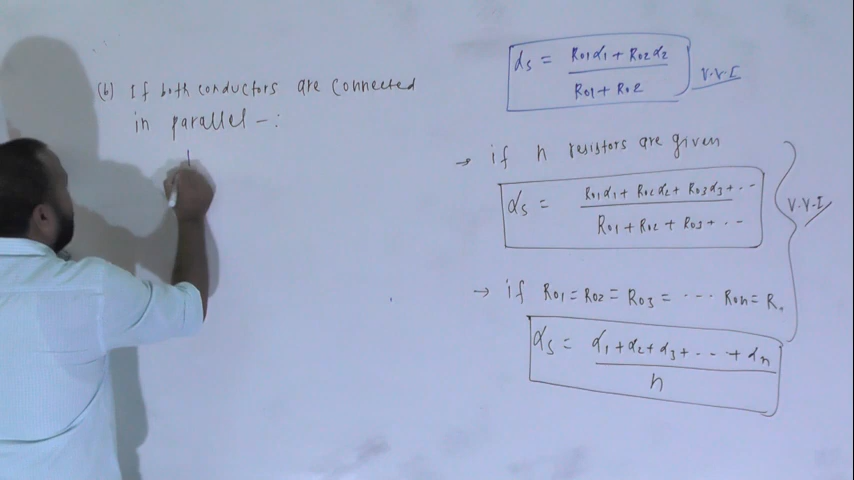 (b) If both conductors are connected
in parallel -:
αs = R01α1 + R02α2 / R01 + R02
V.V.I
→ if n resistors are given
αs = R01α1 + R02α2 + R03α3 + -- / R01 + R02 + R03 + --
V.V.I
→ if R01 = R02 = R03 = --- R0n = R.
αs = α1 + α2 + α3 + --- + αn / n